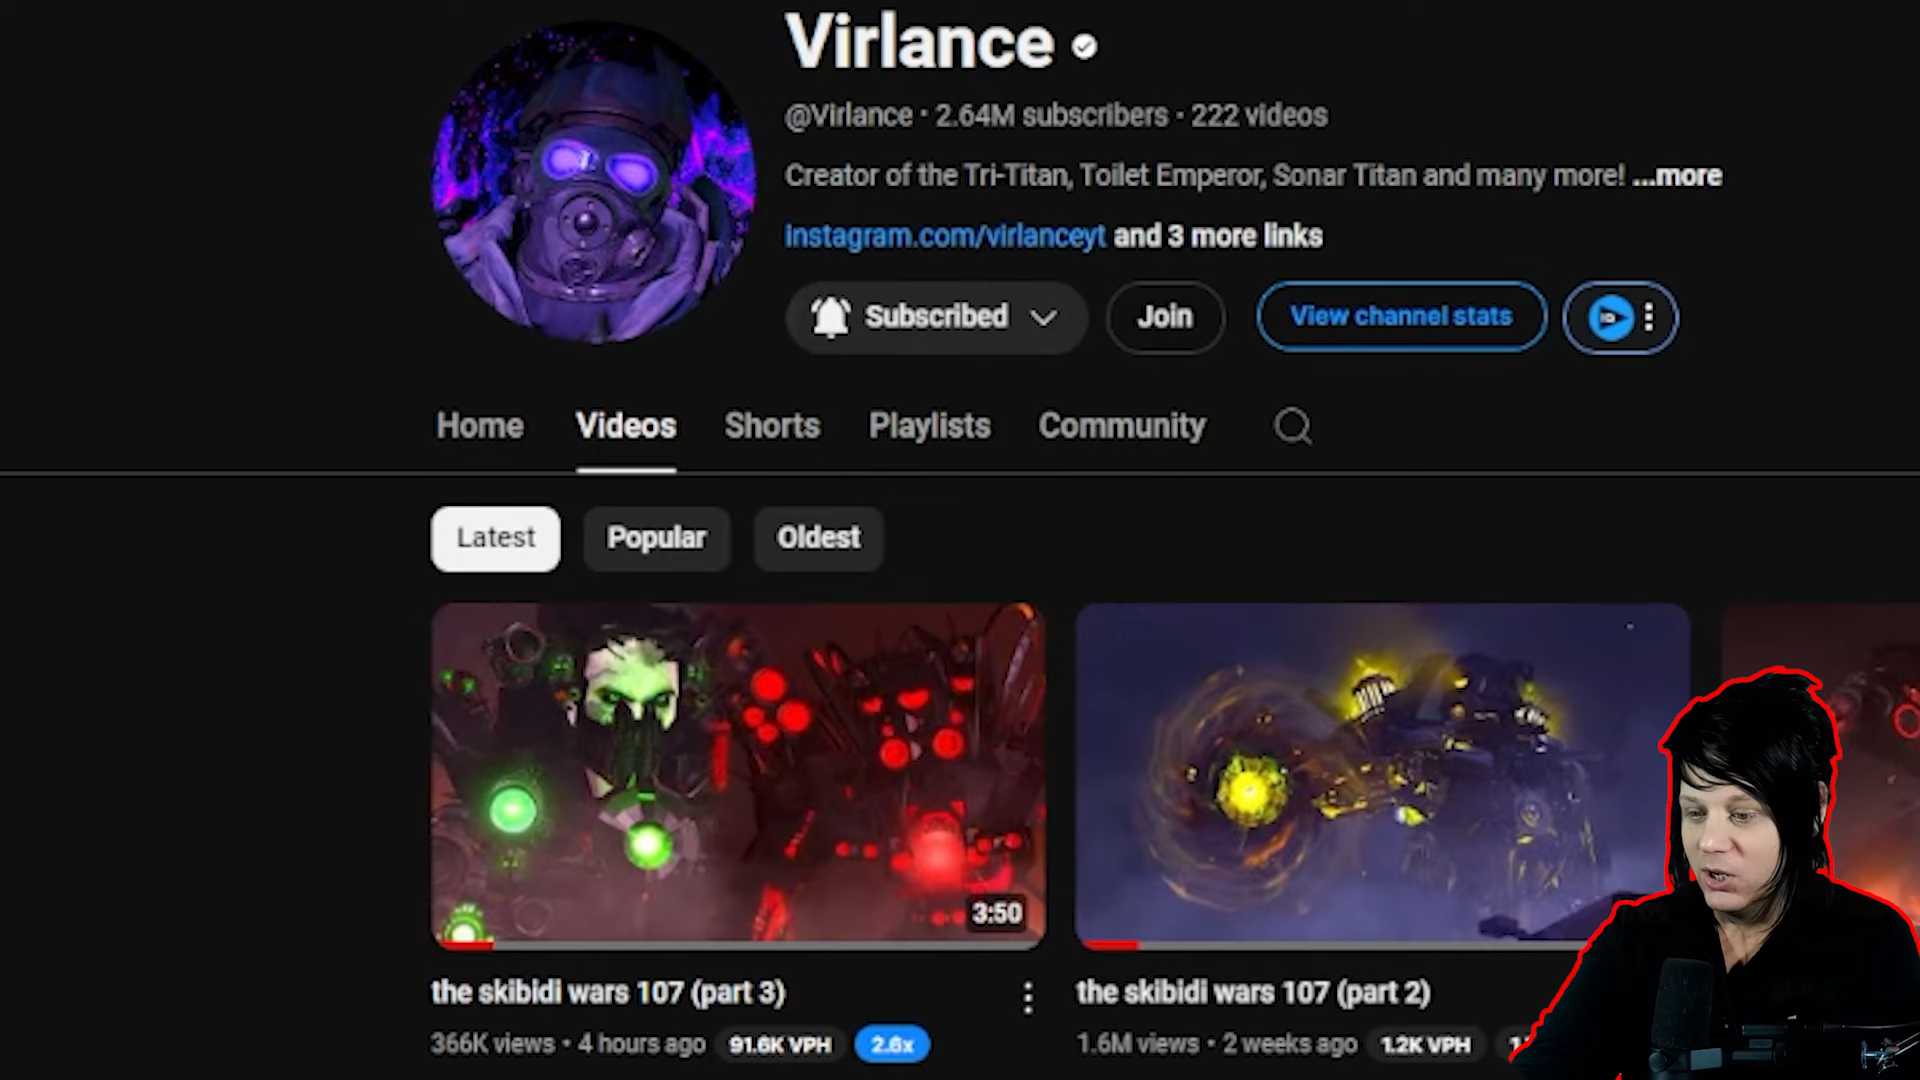 Virlance
@Virlance · 2.64M subscribers · 222 videos
Creator of the Tri-Titan, Toilet Emperor, Sonar Titan and many more! ...more
instagram.com/virlanceyt and 3 more links
Subscribed
Join
View channel stats
Home
Videos
Shorts
Playlists
Community
Latest
Popular
Oldest
3:50
the skibidi wars 107 (part 3)
the skibidi wars 107 (part 2)
366K views · 4 hours ago 91.6K VPH 2.6x
1.6M views · 2 weeks ago 1.2K VPH